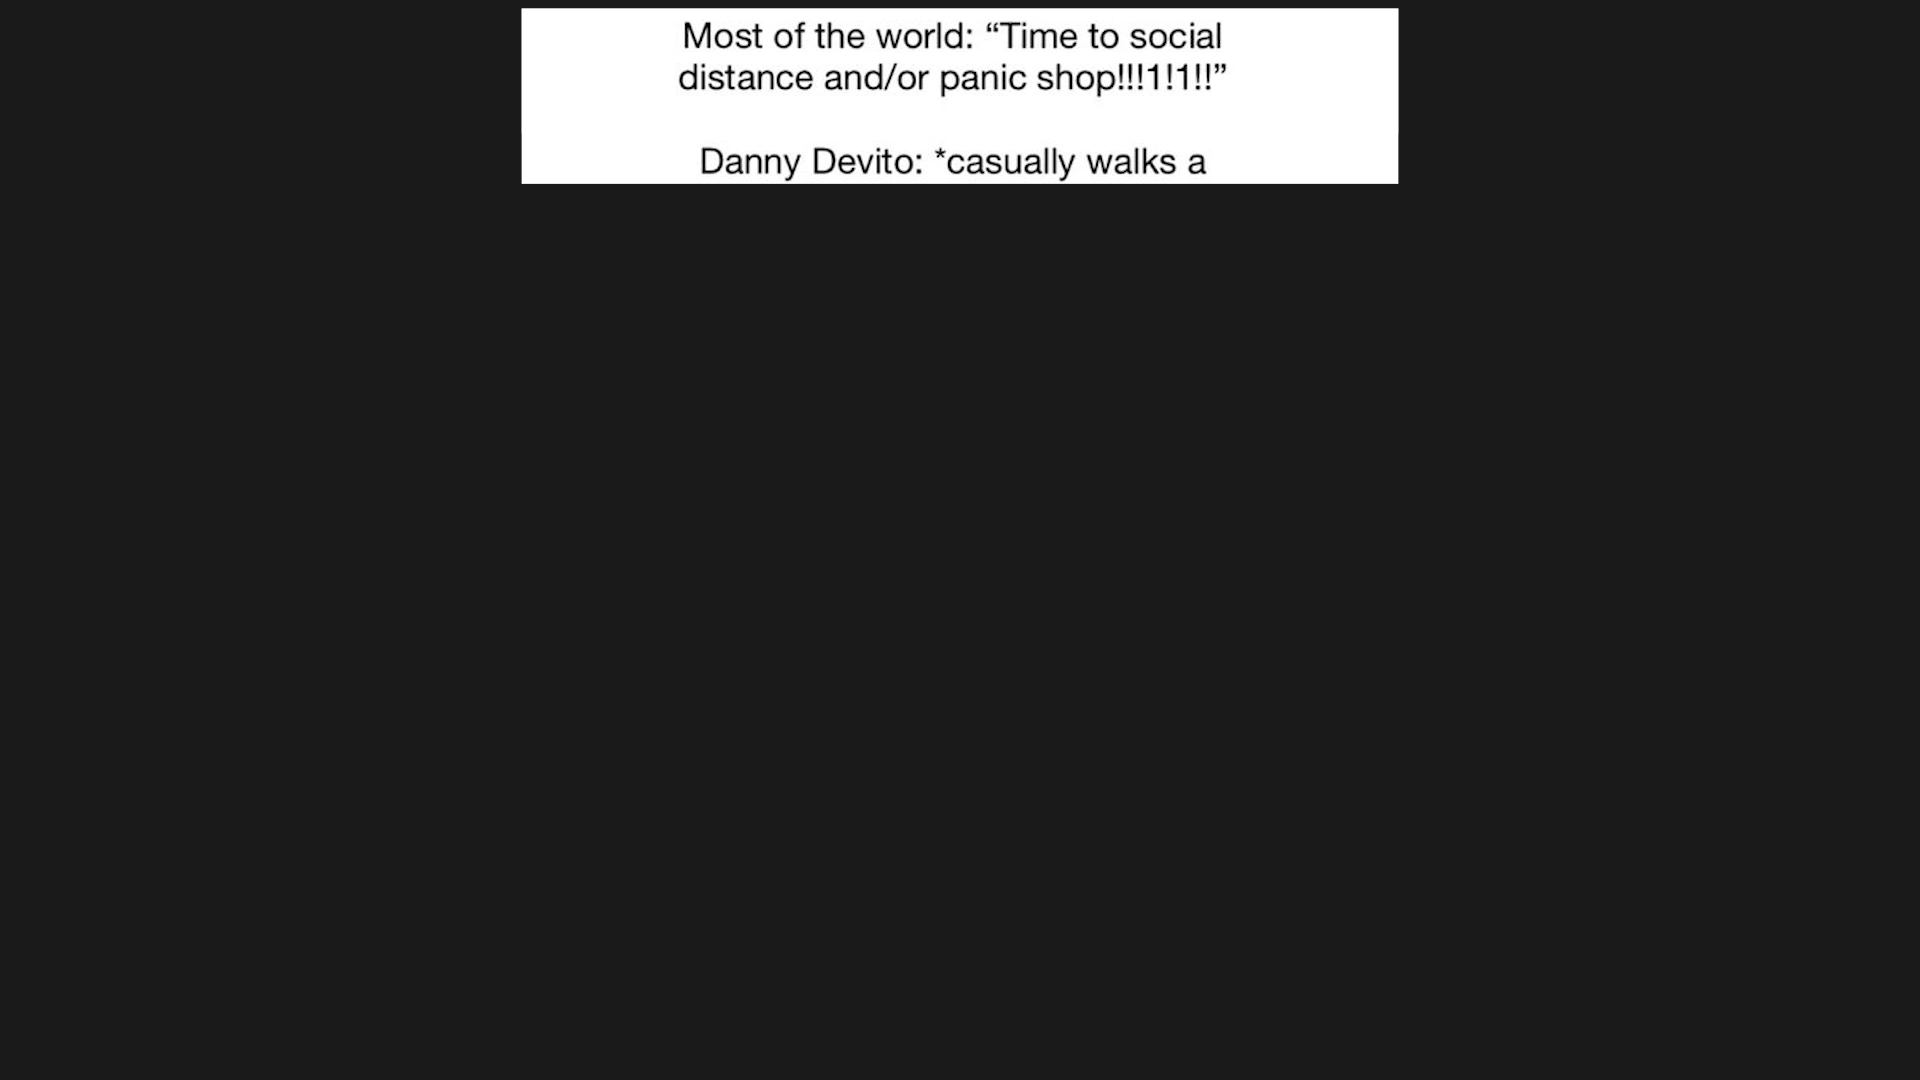 Most of the world: “Time to social
distance and/or panic shop!!!1!1!!”
Danny Devito: *casually walks a